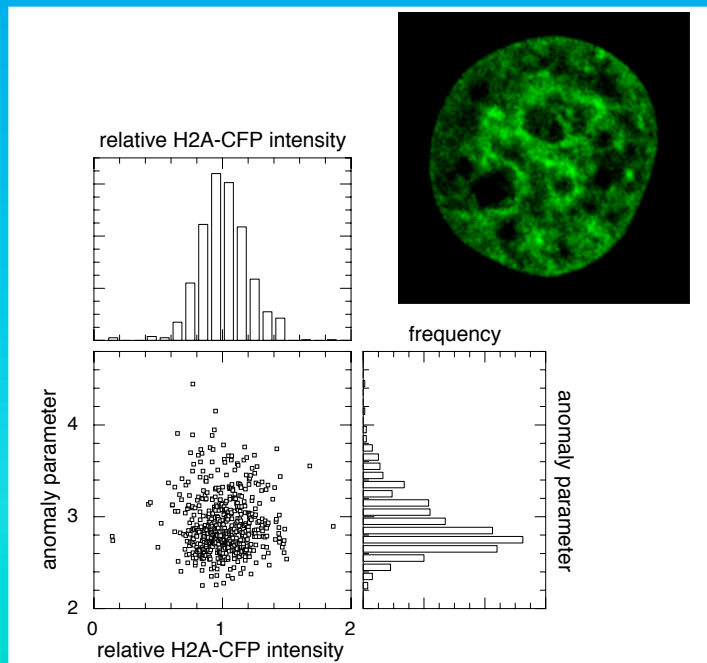 relative H2A-CFP intensity
frequency
anomaly parameter
4
3
2
anomaly parameter
0
1
2
relative H2A-CFP intensity